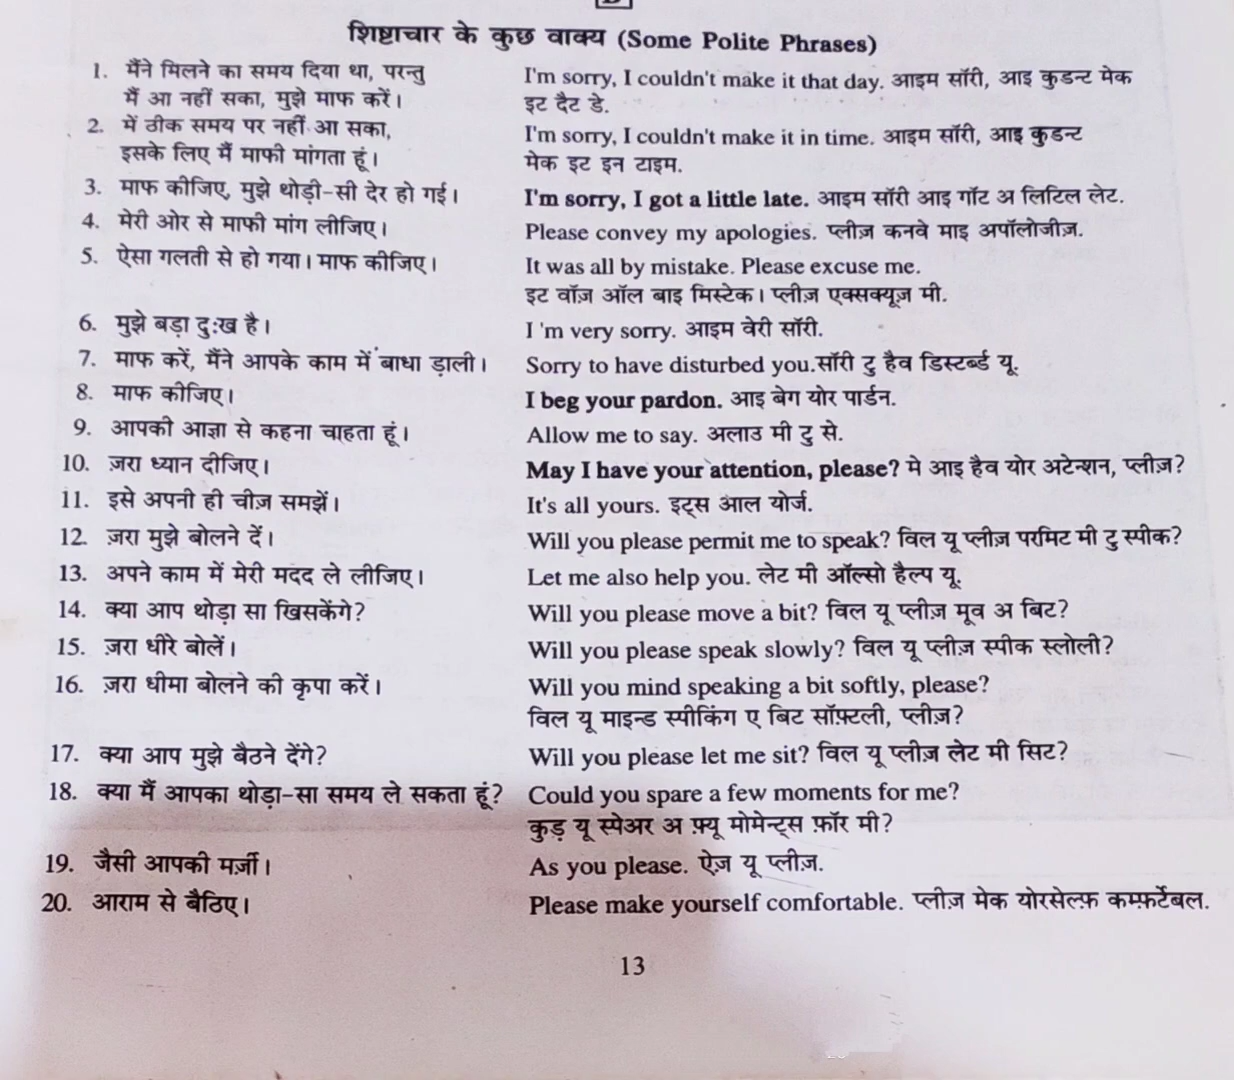 शिष्टाचार के कुछ वाक्य (Some Polite Phrases)
1. मैंने मिलने का समय दिया था, परन्तु I'm sorry, I couldn't make it that day. आइम सॉरी, आइ कुडन्ट मेक
मैं आ नहीं सका, मुझे माफ करें। इट दैट डे.
2. में ठीक समय पर नहीं आ सका, I'm sorry, I couldn't make it in time. आइम सॉरी, आइ कुडन्ट
इसके लिए मैं माफी मांगता हूं। मेक इट इन टाइम.
3. माफ कीजिए, मुझे थोड़ी-सी देर हो गई। I'm sorry, I got a little late. आइम सॉरी आइ गॉट अ लिटिल लेट.
4. मेरी ओर से माफी मांग लीजिए। Please convey my apologies. प्लीज़ कनवे माइ अपॉलोजीज़.
5. ऐसा गलती से हो गया। माफ कीजिए। It was all by mistake. Please excuse me.
इट वॉज़ ऑल बाइ मिस्टेक। प्लीज़ एक्सक्यूज़ मी.
6. मुझे बड़ा दुःख है। I 'm very sorry. आइम वेरी सॉरी.
7. माफ करें, मैंने आपके काम में बाधा ड़ाली। Sorry to have disturbed you. सॉरी टु हैव डिस्टर्ब्ड यू.
8. माफ कीजिए। I beg your pardon. आइ बेग योर पार्डन.
9. आपकी आज्ञा से कहना चाहता हूं। Allow me to say. अलाउ मी टु से.
10. ज़रा ध्यान दीजिए। May I have your attention, please? मे आइ हैव योर अटेन्शन, प्लीज़?
11. इसे अपनी ही चीज़ समझें। It's all yours. इट्स आल योर्ज.
12. ज़रा मुझे बोलने दें। Will you please permit me to speak? विल यू प्लीज़ परमिट मी टु स्पीक?
13. अपने काम में मेरी मदद ले लीजिए। Let me also help you. लेट मी ऑल्सो हैल्प यू.
14. क्या आप थोड़ा सा खिसकेंगे? Will you please move a bit? विल यू प्लीज़ मूव अ बिट?
15. ज़रा धीरे बोलें। Will you please speak slowly? विल यू प्लीज़ स्पीक स्लोली?
16. ज़रा धीमा बोलने की कृपा करें। Will you mind speaking a bit softly, please?
विल यू माइन्ड स्पीकिंग ए बिट सॉफ़्टली, प्लीज़?
17. क्या आप मुझे बैठने देंगे? Will you please let me sit? विल यू प्लीज़ लेट मी सिट?
18. क्या मैं आपका थोड़ा-सा समय ले सकता हूं? Could you spare a few moments for me?
कुड़ यू स्पेअर अ फ़्यू मोमेन्ट्स फ़ॉर मी?
19. जैसी आपकी मर्ज़ी। As you please. ऐज़ यू प्लीज़.
20. आराम से बैठिए। Please make yourself comfortable. प्लीज़ मेक योरसेल्फ़ कम्फ़र्टेबल.
13